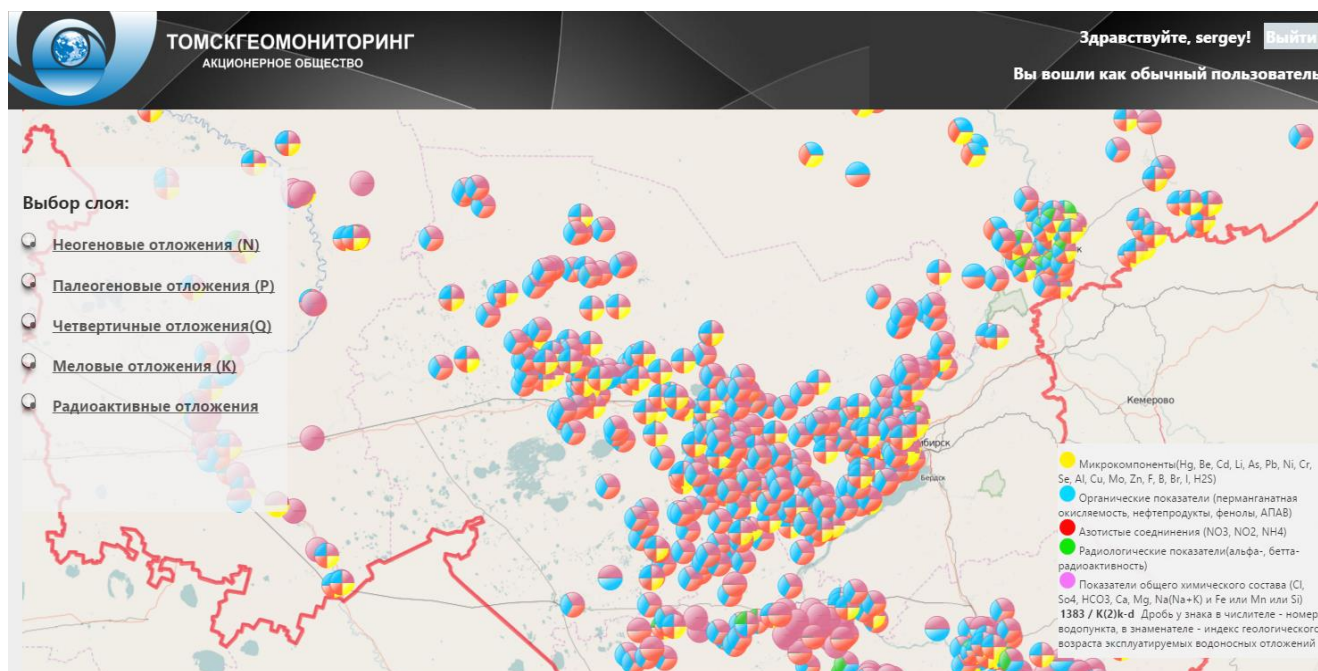 ТОМСКГЕОМОНИТОРИНГ
АКЦИОНЕРНОЕ ОБЩЕСТВО
Здравствуйте, sergey! Выйти
Вы вошли как обычный пользователь
Выбор слоя:
Неогеновые отложения (N)
Палеогеновые отложения (P)
Четвертичные отложения(Q)
Меловые отложения (K)
Радиоактивные отложения
Кемерово
бирск
Бердск
Микрокомпоненты(Hg, Be, Cd, Li, As, Pb, Ni, Cr,
Se, Al, Cu, Mo, Zn, F, B, Br, I, H2S)
Органические показатели (перманганатная
окисляемость, нефтепродукты, фенолы, АПАВ)
Азотистые соединения (NO3, NO2, NH4)
Радиологические показатели(альфа-, бетта-
радиоактивность)
Показатели общего химического состава (Cl,
So4, HCO3, Ca, Mg, Na(Na+K) и Fe или Mn или Si)
1383 / K(2)k-d Дробь у знака в числителе - номер
водопункта, в знаменателе - индекс геологического
возраста эксплуатируемых водоносных отложений